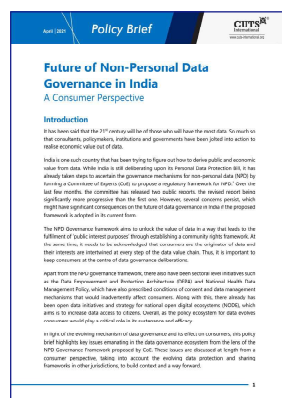 April | 2021
Policy Brief
CUTS®
International
www.cuts-international.org
Future of Non-Personal Data
Governance in India
A Consumer Perspective
Introduction
It has been said that the 21st century will be of those who will have the most data. So much so
that consultants, policymakers, institutions and governments have been jolted into action to
realise economic value out of data.
India is one such country that has been trying to figure out how to derive public and economic
value from data. While India is still deliberating upon its Personal Data Protection Bill, it has
already taken steps to ascertain the governance mechanisms for non-personal data (NPD) by
forming a Committee of Experts (CoE) to propose a regulatory framework for NPD.¹ Over the
last few months, the committee has released two public reports, the revised report being
significantly more progressive than the first one. However, several concerns persist, which
might have significant consequences on the future of data governance in India if the proposed
framework is adopted in its current form.
The NPD Governance framework aims to unlock the value of data in a way that leads to the
fulfilment of 'public interest purposes' through establishing a community rights framework. At
the same time, it needs to be acknowledged that consumers are the originator of data and
their interests are intertwined at every step of the data value chain. Thus, it is important to
keep consumers at the centre of data governance deliberations.
Apart from the NPD governance framework, there also have been sectoral level initiatives such
as the Data Empowerment and Protection Architecture (DEPA) and National Health Data
Management Policy, which have also prescribed conditions of consent and data management
mechanisms that would inadvertently affect consumers. Along with this, there already has
been open data initiatives and strategy for national open digital ecosystems (NODE), which
aims is to increase data access to citizens. Overall, as the policy ecosystem for data evolves
consumers would play a critical role in its sustenance and efficacy.
In light of the evolving mechanism of data governance and its effect on consumers, this policy
brief highlights key issues emanating in the data governance ecosystem from the lens of the
NPD Governance Framework proposed by CoE. These issues are discussed at length from a
consumer perspective, taking into account the evolving data protection and sharing
frameworks in other jurisdictions, to build context and a way forward.
1